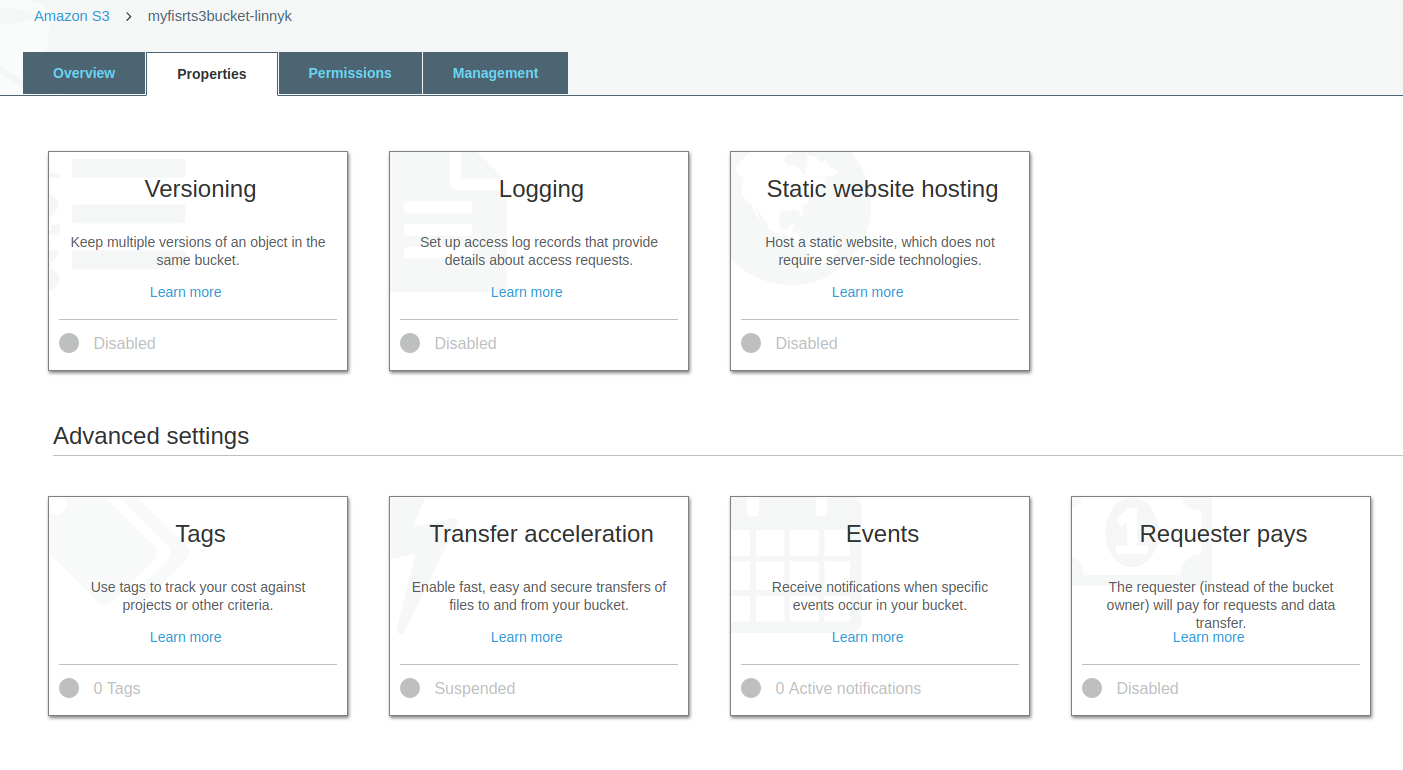 Amazon S3 > myfisrts3bucket-linnyk
Overview Properties Permissions Management
Versioning
Keep multiple versions of an object in the
same bucket.
Learn more
Disabled
Logging
Set up access log records that provide
details about access requests.
Learn more
Disabled
Static website hosting
Host a static website, which does not
require server-side technologies.
Learn more
Disabled
Advanced settings
Tags
Use tags to track your cost against
projects or other criteria.
Learn more
0 Tags
Transfer acceleration
Enable fast, easy and secure transfers of
files to and from your bucket.
Learn more
Suspended
Events
Receive notifications when specific
events occur in your bucket.
Learn more
0 Active notifications
1
Requester pays
The requester (instead of the bucket
owner) will pay for requests and data
transfer.
Learn more
Disabled